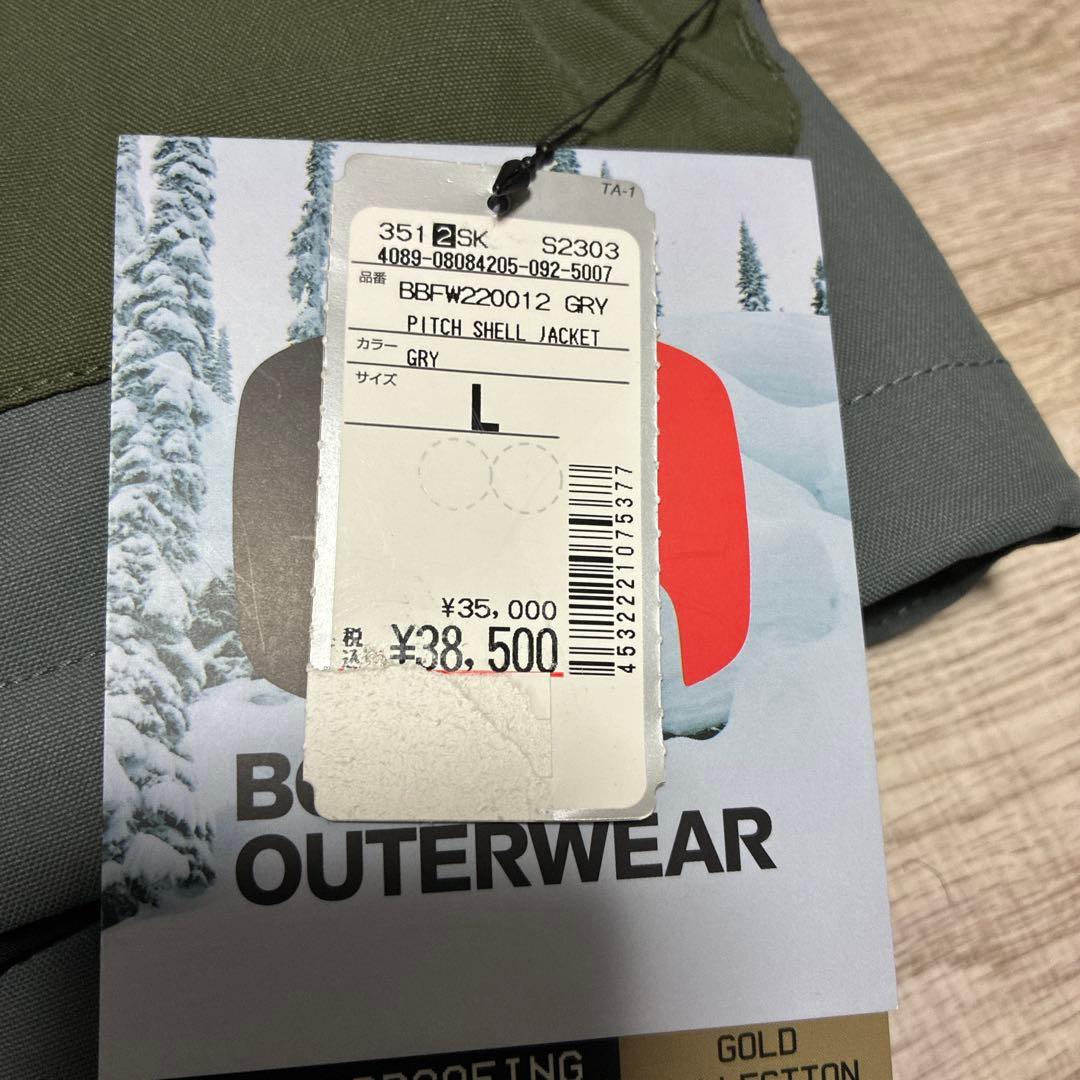 TA-1
351 2 SK S2303
4089-08084205-092-5007
品番 BBFW220012 GRY
PITCH SHELL JACKET
カラー GRY
サイズ
L
¥35,000
税込 ¥38,500
4532221075377
OUTERWEAR
GOLD